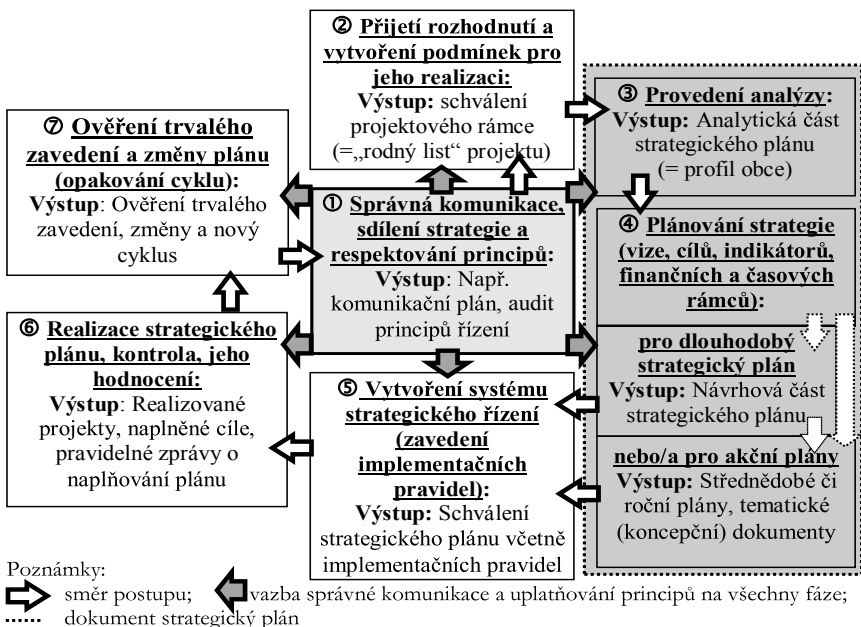 ② Přijetí rozhodnutí a
vytvoření podmínek pro
jeho realizaci:
Výstup: schválení
projektového rámce
(=„rodný list“ projektu)
③ Provedení analýzy:
Výstup: Analytická část
strategického plánu
(= profil obce)
⑦ Ověření trvalého
zavedení a změny plánu
(opakování cyklu):
Výstup: Ověření trvalého
zavedení, změny a nový
cyklus
① Správná komunikace,
sdílení strategie a
respektování principů:
Výstup: Např.
komunikační plán, audit
principů řízení
④ Plánování strategie
(vize, cílů, indikátorů,
finančních a časových
rámců):
pro dlouhodobý
strategický plán
Výstup: Návrhová část
strategického plánu
nebo/a pro akční plány
Výstup: Střednědobé či
roční plány, tematické
(koncepční) dokumenty
⑥ Realizace strategického
plánu, kontrola, jeho
hodnocení:
Výstup: Realizované
projekty, naplněné cíle,
pravidelné zprávy o
naplňování plánu
⑤ Vytvoření systému
strategického řízení
(zavedení
implementačních
pravidel):
Výstup: Schválení
strategického plánu včetně
implementačních pravidel
Poznámky:
směr postupu; vazba správné komunikace a uplatňování principů na všechny fáze;
dokument strategický plán